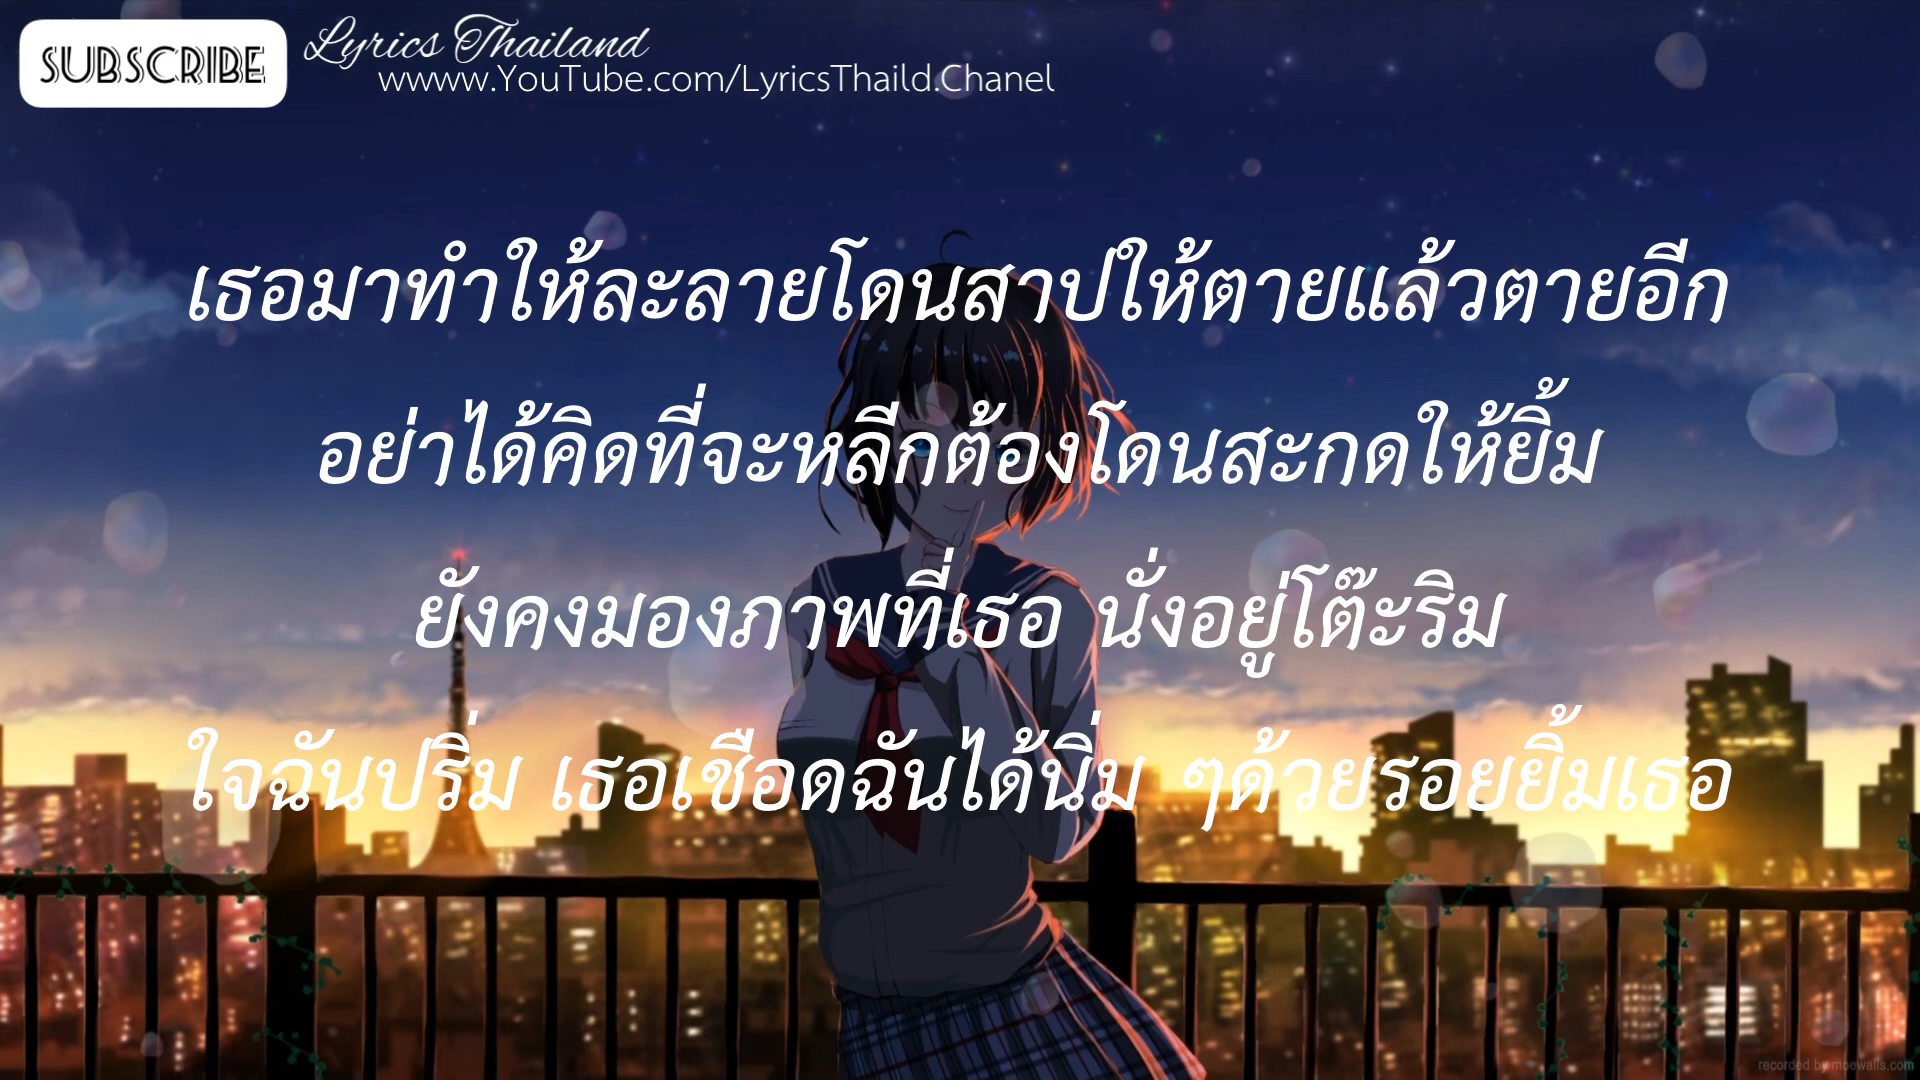 SUBSCRIBE
Lyrics Thailand
wwww.YouTube.com/LyricsThaild.Chanel
เธอมาทำให้ละลายโดนสาปให้ตายแล้วตายอีก
อย่าได้คิดที่จะหลีกต้องโดนสะกดให้ยิ้ม
ยังคงมองภาพที่เธอ นั่งอยู่โต๊ะริม
ใจฉันปริ่ม เธอเชือดฉันได้นิ่ม ๆด้วยรอยยิ้มเธอ
recorded by moewalls.com